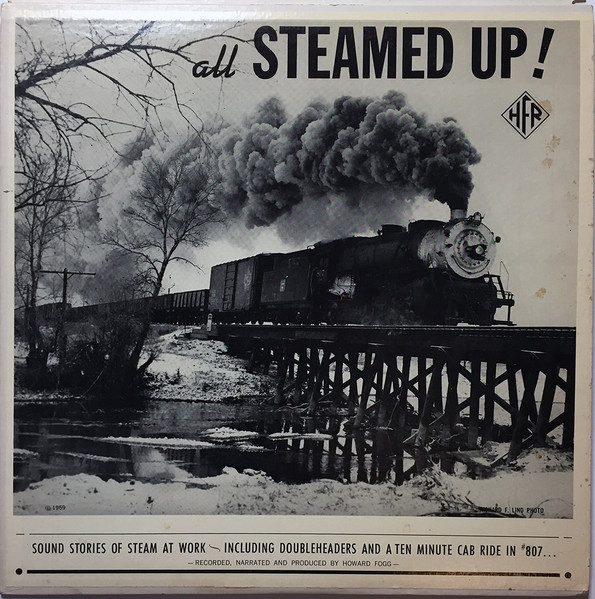 all STEAMED UP!
HFR
© 1959
F. LIND PHOTO
SOUND STORIES OF STEAM AT WORK ~ INCLUDING DOUBLEHEADERS AND A TEN MINUTE CAB RIDE IN #807...
— RECORDED, NARRATED AND PRODUCED BY HOWARD FOGG —